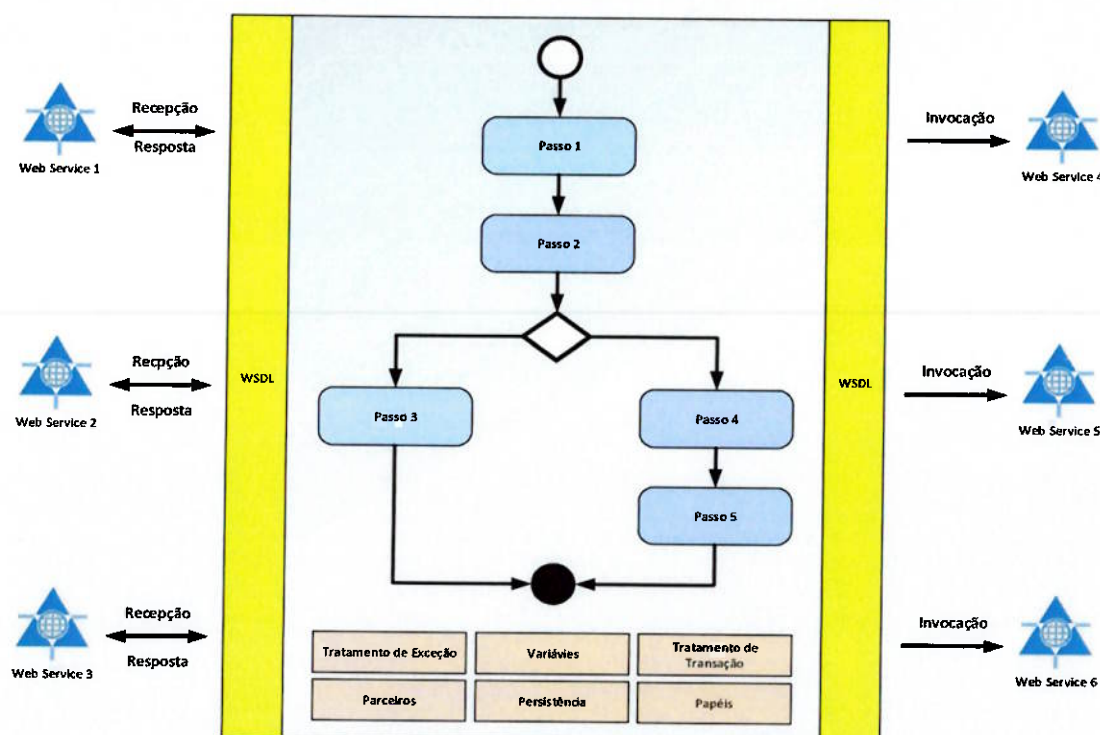 Recepção
Resposta
Web Service 1
Passo 1
Invocação
Web Service 4
Passo 2
Recpção
Resposta
Web Service 2
WSDL
Passo 3
Passo 4
WSDL
Invocação
Web Service 5
Passo 5
Recepção
Resposta
Web Service 3
Invocação
Web Service 6
Tratamento de Exceção
Variávies
Tratamento de
Transação
Parceiros
Persistência
Papéis